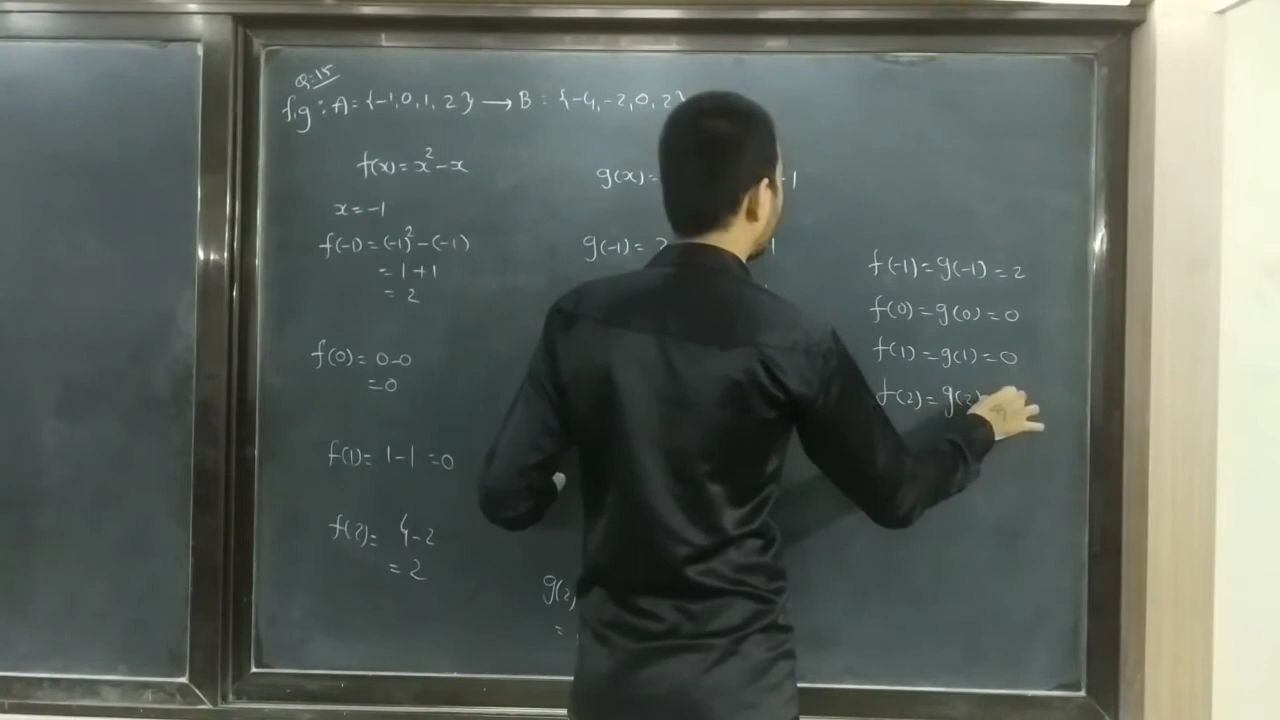 Q:15
f,g : A = {-1, 0, 1, 2} → B = {-4, -2, 0, 2}
f(x) = x² - x
g(x) = -1
x = -1
f(-1) = (-1)² - (-1)
= 1 + 1
= 2
g(-1) = 2 1
f(0) = 0-0
= 0
f(1) = 1 - 1 = 0
f(2) = 4 - 2
= 2
g(2)
=
f(-1) = g(-1) = 2
f(0) = g(0) = 0
f(1) = g(1) = 0
f(2) = g(2)